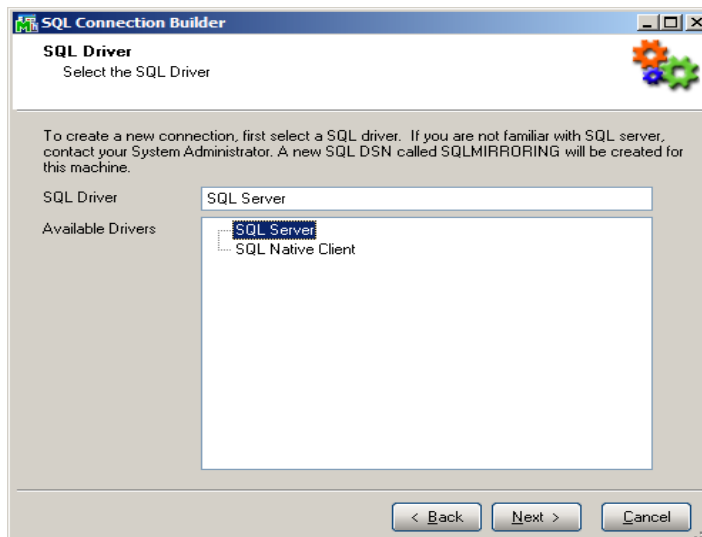 SQL Connection Builder
SQL Driver
Select the SQL Driver
To create a new connection, first select a SQL driver. If you are not familiar with SQL server,
contact your System Administrator. A new SQL DSN called SQLMIRRORING will be created for
this machine.
SQL Driver
SQL Server
Available Drivers
SQL Server
SQL Native Client
< Back
Next >
Cancel